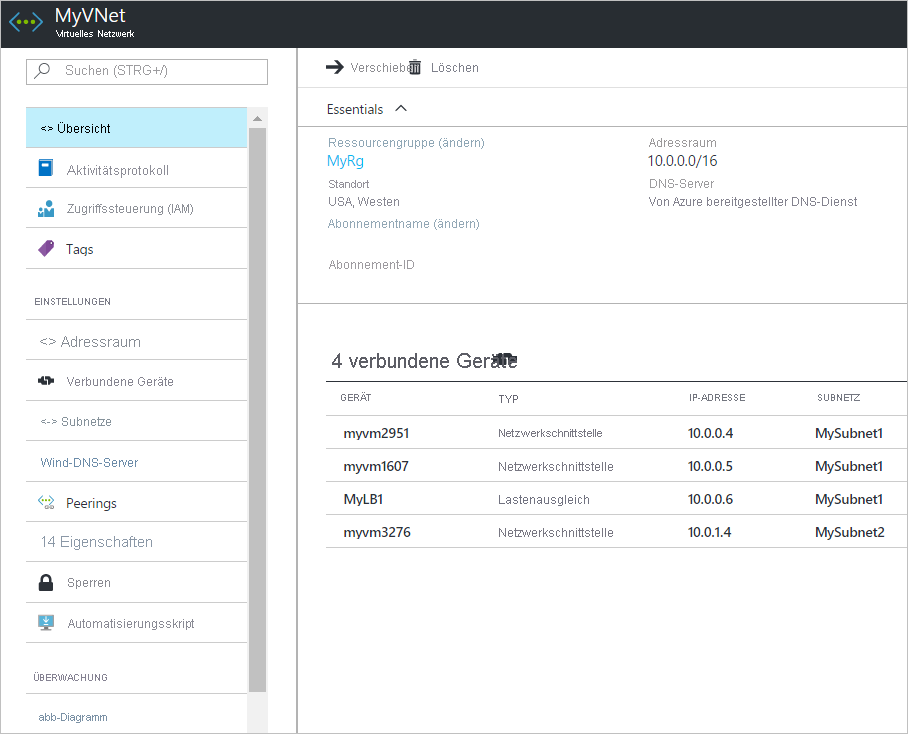 MyVNet
Virtuelles Netzwerk
Suchen (STRG+/)
<> Übersicht
Aktivitätsprotokoll
Zugriffssteuerung (IAM)
Tags
EINSTELLUNGEN
<> Adressraum
Verbundene Geräte
<-> Subnetze
Wind-DNS-Server
Peerings
14 Eigenschaften
Sperren
Automatisierungsskript
ÜBERWACHUNG
abb-Diagramm
Verschieben Löschen
Essentials
Ressourcengruppe (ändern)
MyRg
Standort
USA, Westen
Abonnementname (ändern)
Abonnement-ID
Adressraum
10.0.0.0/16
DNS-Server
Von Azure bereitgestellter DNS-Dienst
4 verbundene Geräte
GERÄT TYP IP-ADRESSE SUBNETZ
myvm2951 Netzwerkschnittstelle 10.0.0.4 MySubnet1
myvm1607 Netzwerkschnittstelle 10.0.0.5 MySubnet1
MyLB1 Lastenausgleich 10.0.0.6 MySubnet1
myvm3276 Netzwerkschnittstelle 10.0.1.4 MySubnet2